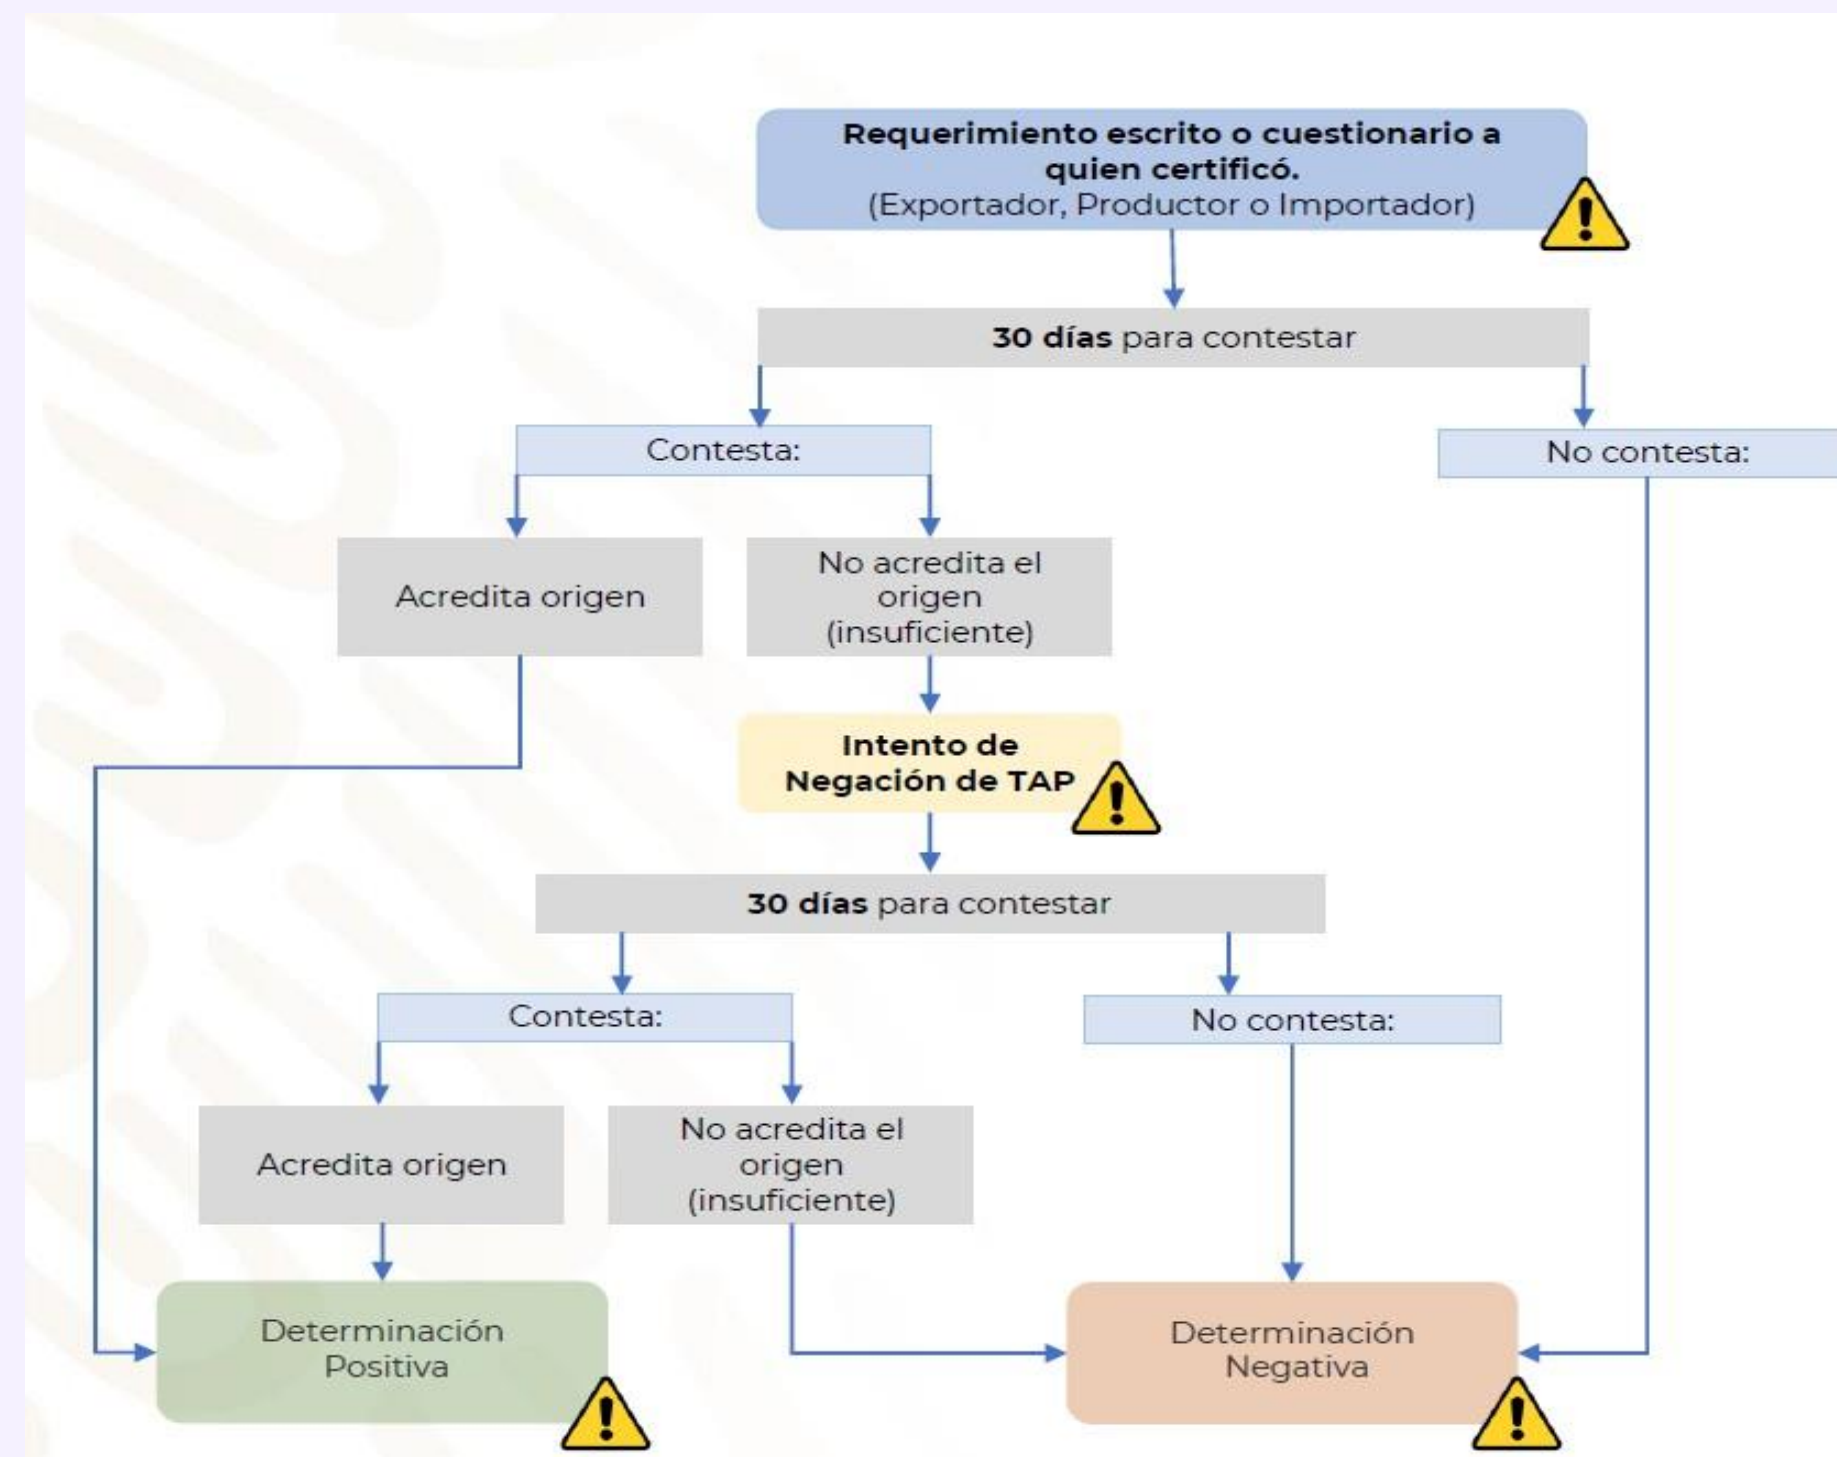 Requerimiento escrito o cuestionario a
quien certificó.
(Exportador, Productor o Importador)
30 días para contestar
Contesta:
No contesta:
Acredita origen
No acredita el
origen
(insuficiente)
Intento de
Negación de TAP
30 días para contestar
Contesta:
No contesta:
Acredita origen
No acredita el
origen
(insuficiente)
Determinación
Positiva
Determinación
Negativa